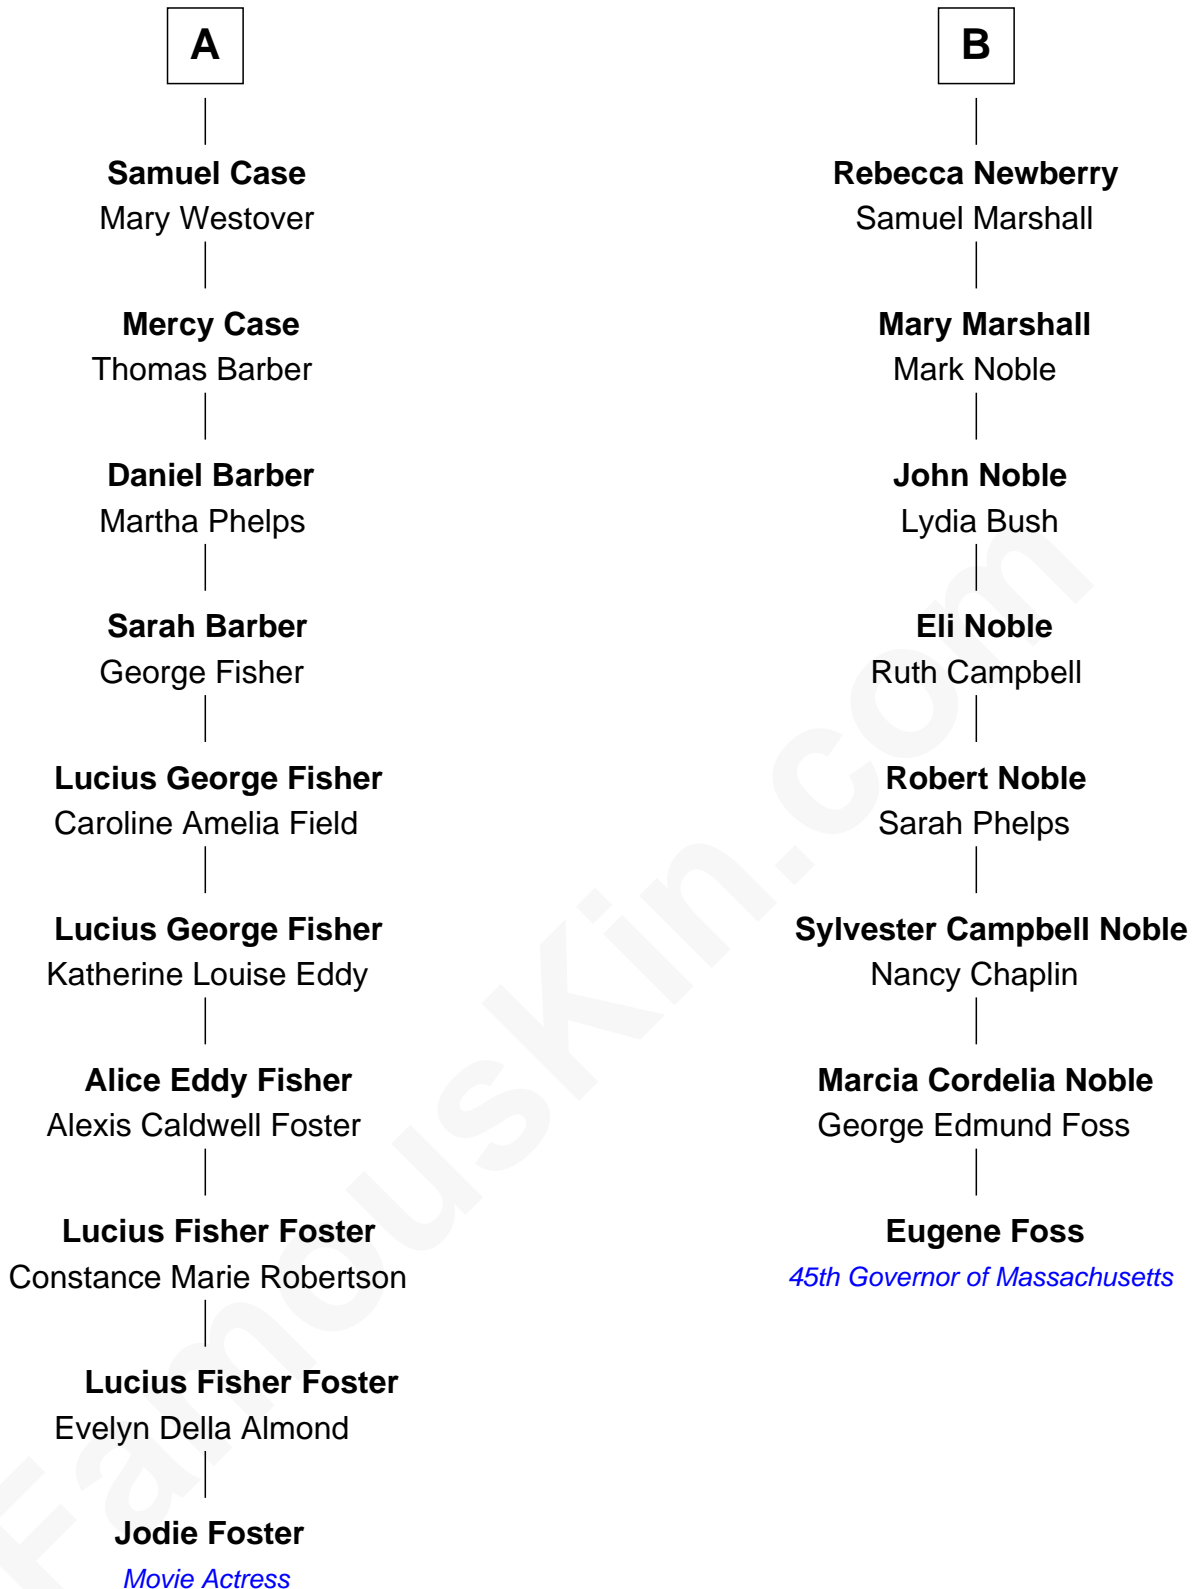 A
Samuel Case
Mary Westover
Mercy Case
Thomas Barber
Daniel Barber
Martha Phelps
Sarah Barber
George Fisher
Lucius George Fisher
Caroline Amelia Field
Lucius George Fisher
Katherine Louise Eddy
Alice Eddy Fisher
Alexis Caldwell Foster
Lucius Fisher Foster
Constance Marie Robertson
Lucius Fisher Foster
Evelyn Della Almond
Jodie Foster
Movie Actress
B
Rebecca Newberry
Samuel Marshall
Mary Marshall
Mark Noble
John Noble
Lydia Bush
Eli Noble
Ruth Campbell
Robert Noble
Sarah Phelps
Sylvester Campbell Noble
Nancy Chaplin
Marcia Cordelia Noble
George Edmund Foss
Eugene Foss
45th Governor of Massachusetts
FamousKin.com